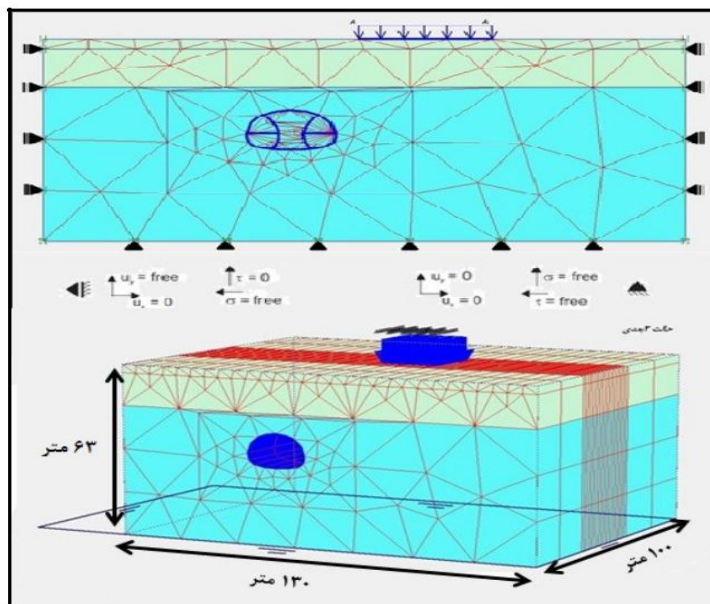 A A
u_y = free τ = 0 u_y = 0 σ = free
u_x = 0 σ = free u_x = 0 τ = free
حالت ۳بعدی
۶۳ متر
۱۰۰ متر
۱۳۰ متر